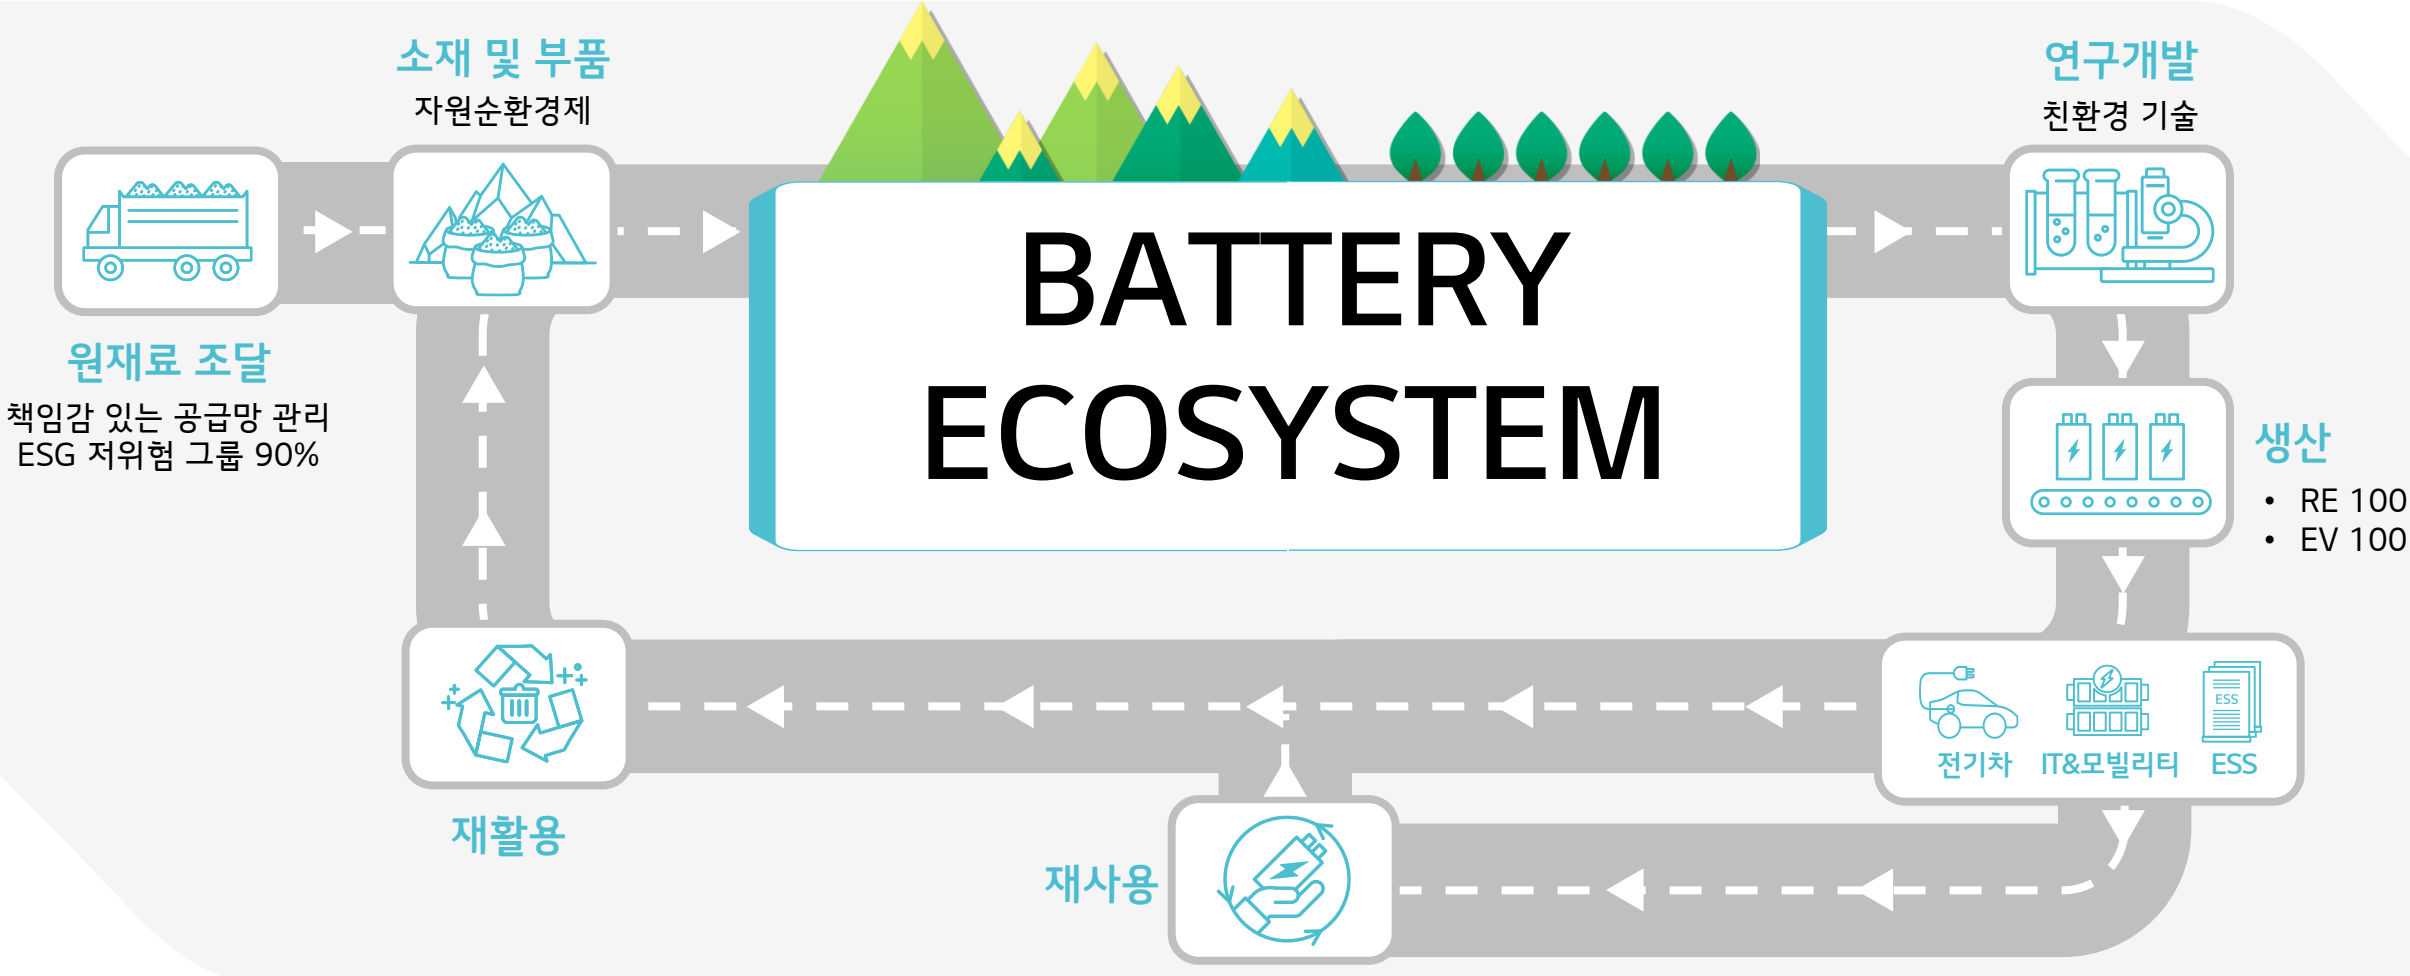 소재 및 부품
자원순환경제
연구개발
친환경 기술
BATTERY
ECOSYSTEM
원재료 조달
책임감 있는 공급망 관리
ESG 저위험 그룹 90%
생산
• RE 100
• EV 100
ESS
전기차 IT&모빌리티 ESS
재활용
재사용